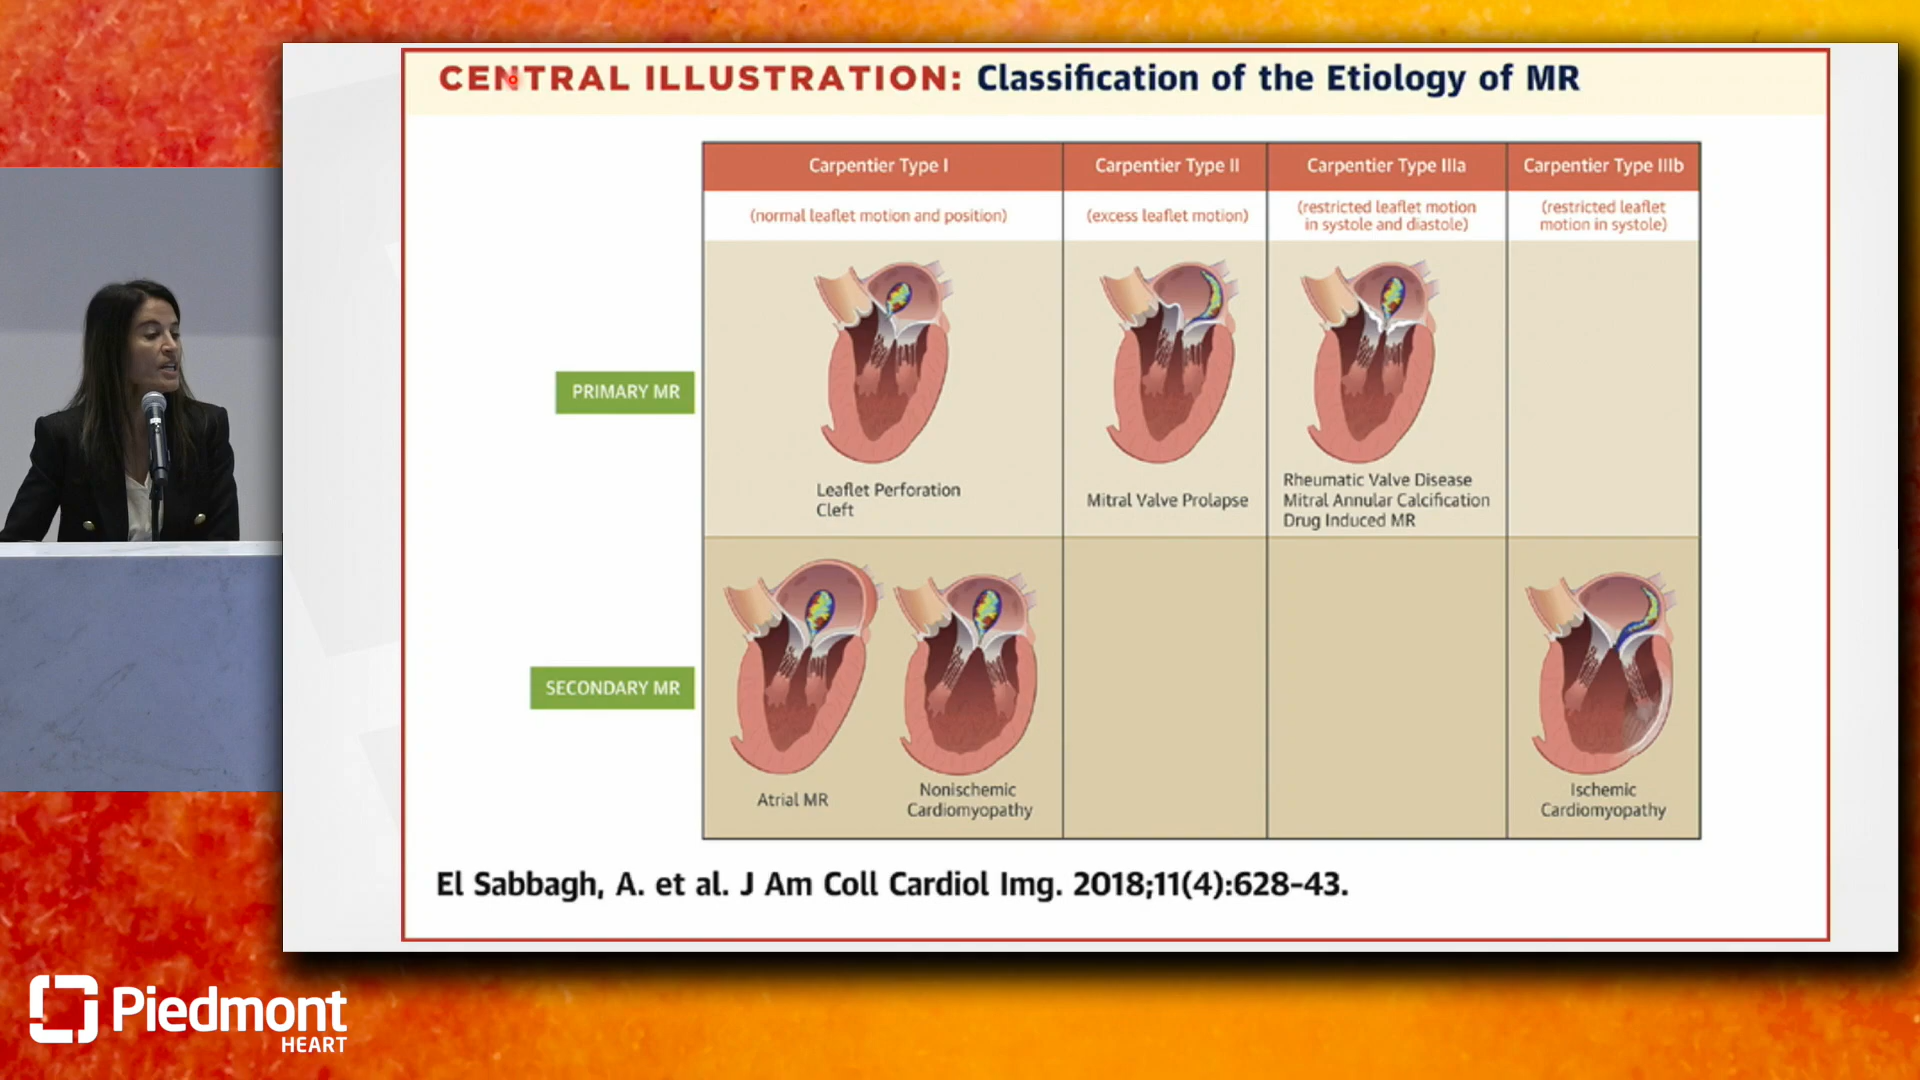 CENTRAL ILLUSTRATION: Classification of the Etiology of MR
Carpentier Type I
Carpentier Type II
Carpentier Type IIIa
Carpentier Type IIIb
(normal leaflet motion and position)
(excess leaflet motion)
(restricted leaflet motion
in systole and diastole)
(restricted leaflet
motion in systole)
PRIMARY MR
Leaflet Perforation
Cleft
Mitral Valve Prolapse
Rheumatic Valve Disease
Mitral Annular Calcification
Drug Induced MR
SECONDARY MR
Atrial MR
Nonischemic
Cardiomyopathy
Ischemic
Cardiomyopathy
El Sabbagh, A. et al. J Am Coll Cardiol Img. 2018;11(4):628-43.
Piedmont
HEART